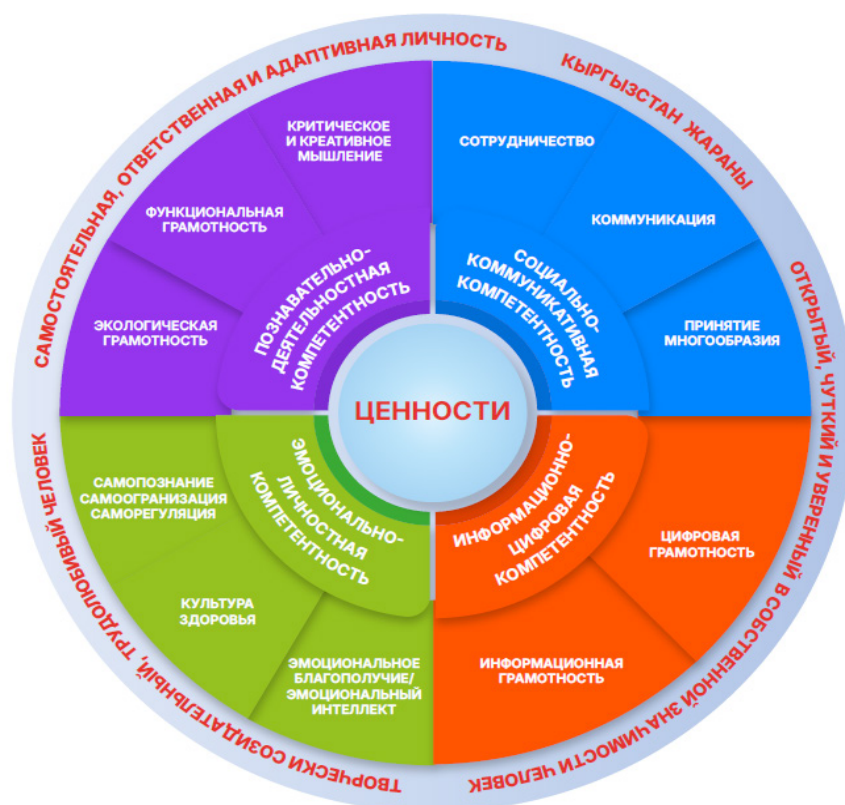 САМОСТОЯТЕЛЬНАЯ, ОТВЕТСТВЕННАЯ И АДАПТИВНАЯ ЛИЧНОСТЬ
КЫРГЫЗСТАН ЖАРАНЫ
ОТКРЫТЫЙ, ЧУТКИЙ И УВЕРЕННЫЙ В СОБСТВЕННОЙ ЗНАЧИМОСТИ ЧЕЛОВЕК
ТВОРЧЕСКИ СОЗИДАТЕЛЬНЫЙ, ТРУДОЛЮБИВЫЙ ЧЕЛОВЕК
КРИТИЧЕСКОЕ
И КРЕАТИВНОЕ
МЫШЛЕНИЕ
ФУНКЦИОНАЛЬНАЯ
ГРАМОТНОСТЬ
ЭКОЛОГИЧЕСКАЯ
ГРАМОТНОСТЬ
ПОЗНАВАТЕЛЬНО-
ДЕЯТЕЛЬНОСТНАЯ
КОМПЕТЕНТНОСТЬ
СОТРУДНИЧЕСТВО
КОММУНИКАЦИЯ
ПРИНЯТИЕ
МНОГООБРАЗИЯ
СОЦИАЛЬНО-
КОММУНИКАТИВНАЯ
КОМПЕТЕНТНОСТЬ
ЦЕННОСТИ
САМОПОЗНАНИЕ
САМООГРАНИЗАЦИЯ
САМОРЕГУЛЯЦИЯ
КУЛЬТУРА
ЗДОРОВЬЯ
ЭМОЦИОНАЛЬНОЕ
БЛАГОПОЛУЧИЕ/
ЭМОЦИОНАЛЬНЫЙ
ИНТЕЛЛЕКТ
ЭМОЦИОНАЛЬНО-
ЛИЧНОСТНАЯ
КОМПЕТЕНТНОСТЬ
ИНФОРМАЦИОННО-
ЦИФРОВАЯ
КОМПЕТЕНТНОСТЬ
ЦИФРОВАЯ
ГРАМОТНОСТЬ
ИНФОРМАЦИОННАЯ
ГРАМОТНОСТЬ